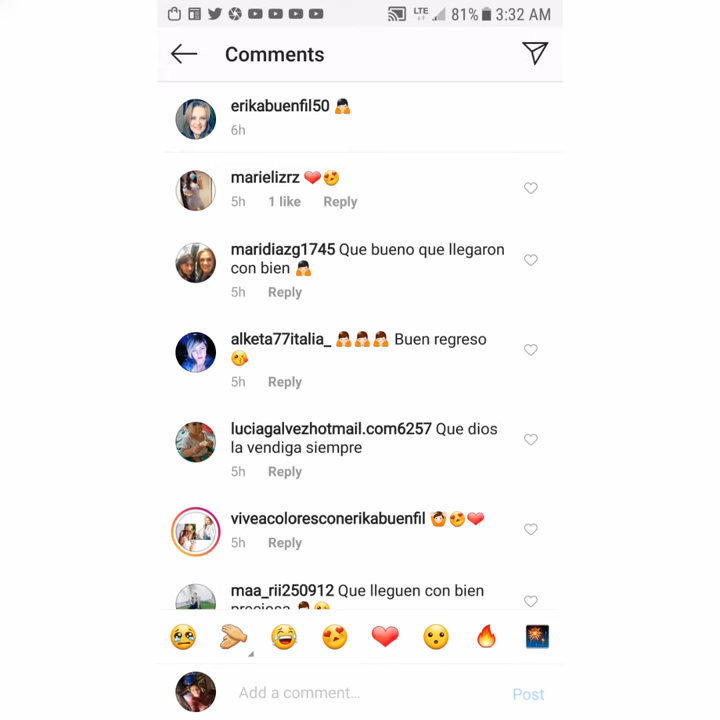 LTE 81% 3:32 AM
Comments
erikabuenfil50
6h
marielizrz
5h 1 like Reply
maridiazg1745 Que bueno que llegaron
con bien
5h Reply
alketa77italia_ Buen regreso
5h Reply
luciagalvezhotmail.com6257 Que dios
la vendiga siempre
5h Reply
viveacoloresconerikabuenfil
5h Reply
maa_rii250912 Que lleguen con bien
preciosa
Add a comment... Post